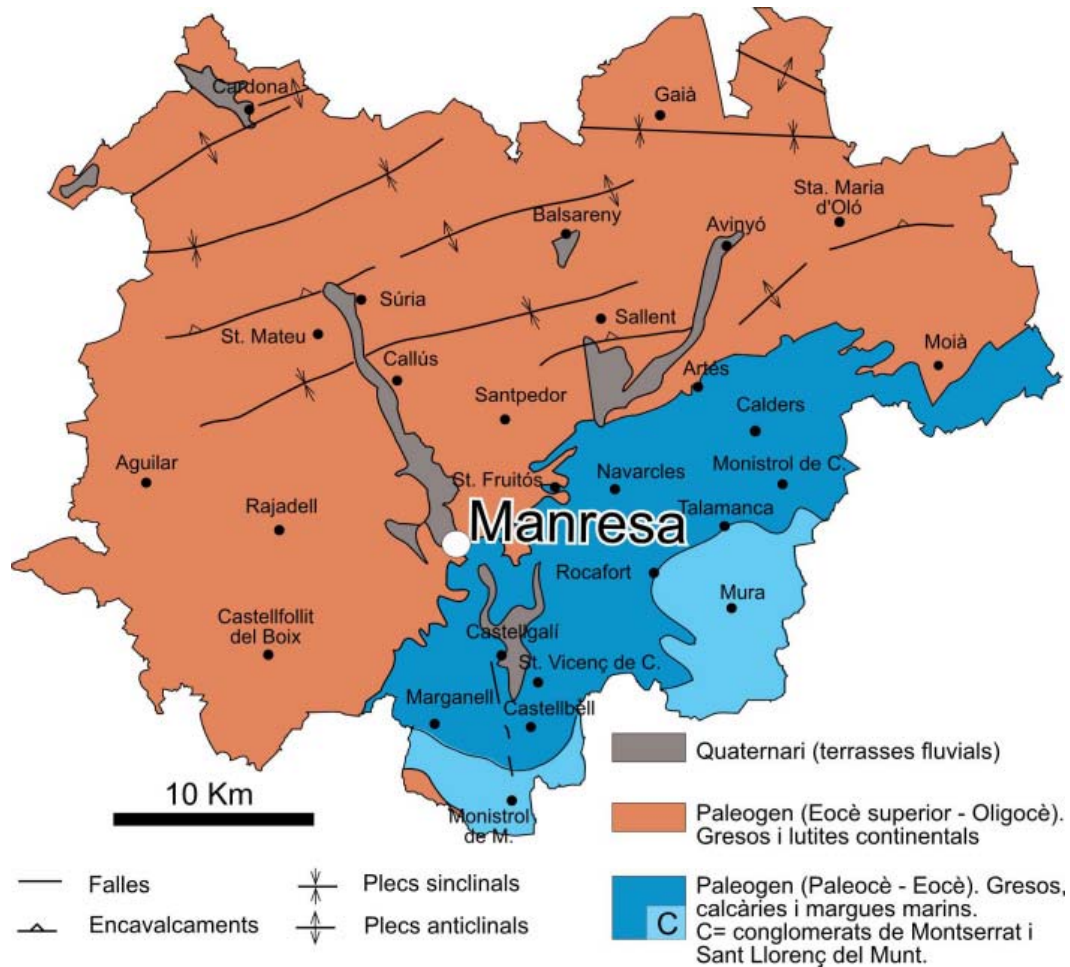 Cardona
Gaià
Sta. Maria
d'Oló
Balsareny
Avinyó
Súria
Sallent
St. Mateu
Callús
Moià
Artés
Santpedor
Calders
Aguilar
St. Fruitós
Navarcles
Monistrol de C.
Rajadell
Talamanca
Manresa
Rocafort
Mura
Castellfollit
del Boix
Castellgalí
St. Vicenç de C.
Marganell
Castellbell
Monistrol
de M.
10 Km
Falles
Encavalcaments
Plecs sinclinals
Plecs anticlinals
Quaternari (terrasses fluvials)
Paleogen (Eocè superior - Oligocè).
Gresos i lutites continentals
C
Paleogen (Paleocè - Eocè). Gresos,
calcàries i margues marins.
C= conglomerats de Montserrat i
Sant Llorenç del Munt.